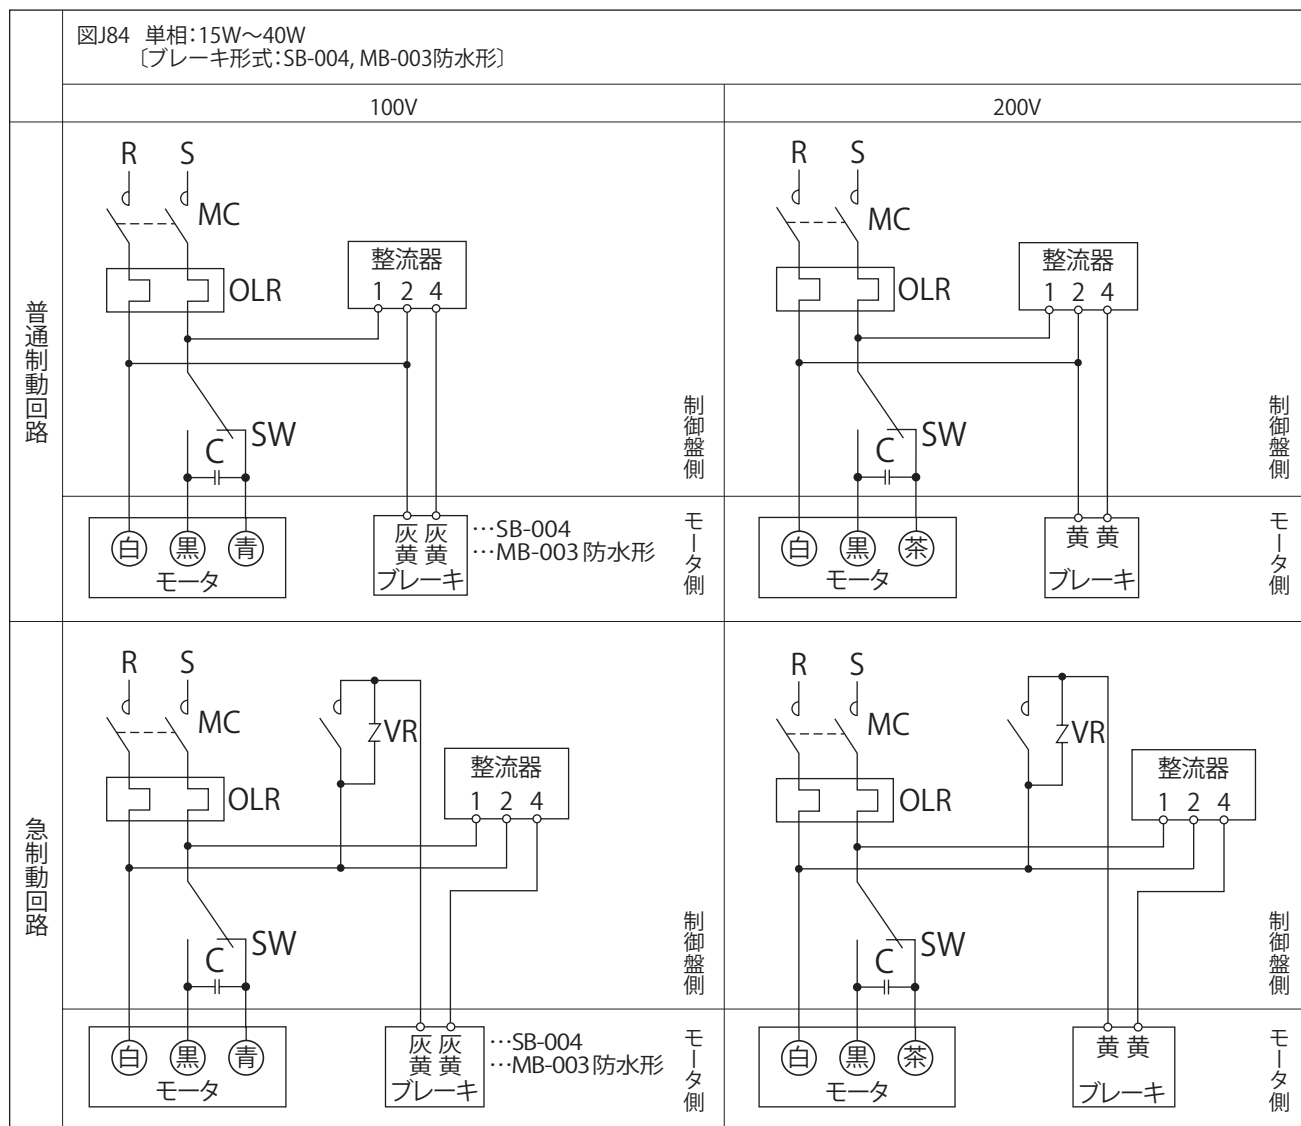 図J84 単相：15W～40W
〔ブレーキ形式：SB-004, MB-003防水形〕
100V
200V
普通制動回路
R S
MC
OLR
整流器
1 2 4
SW
C
制御盤側
白 黒 青
モータ
灰 灰 …SB-004
黄 黄 …MB-003防水形
ブレーキ
モータ側
R S
MC
OLR
整流器
1 2 4
SW
C
制御盤側
白 黒 茶
モータ
黄 黄
ブレーキ
モータ側
急制動回路
R S
MC
VR
OLR
整流器
1 2 4
SW
C
制御盤側
白 黒 青
モータ
灰 灰 …SB-004
黄 黄 …MB-003防水形
ブレーキ
モータ側
R S
MC
VR
OLR
整流器
1 2 4
SW
C
制御盤側
白 黒 茶
モータ
黄 黄
ブレーキ
モータ側